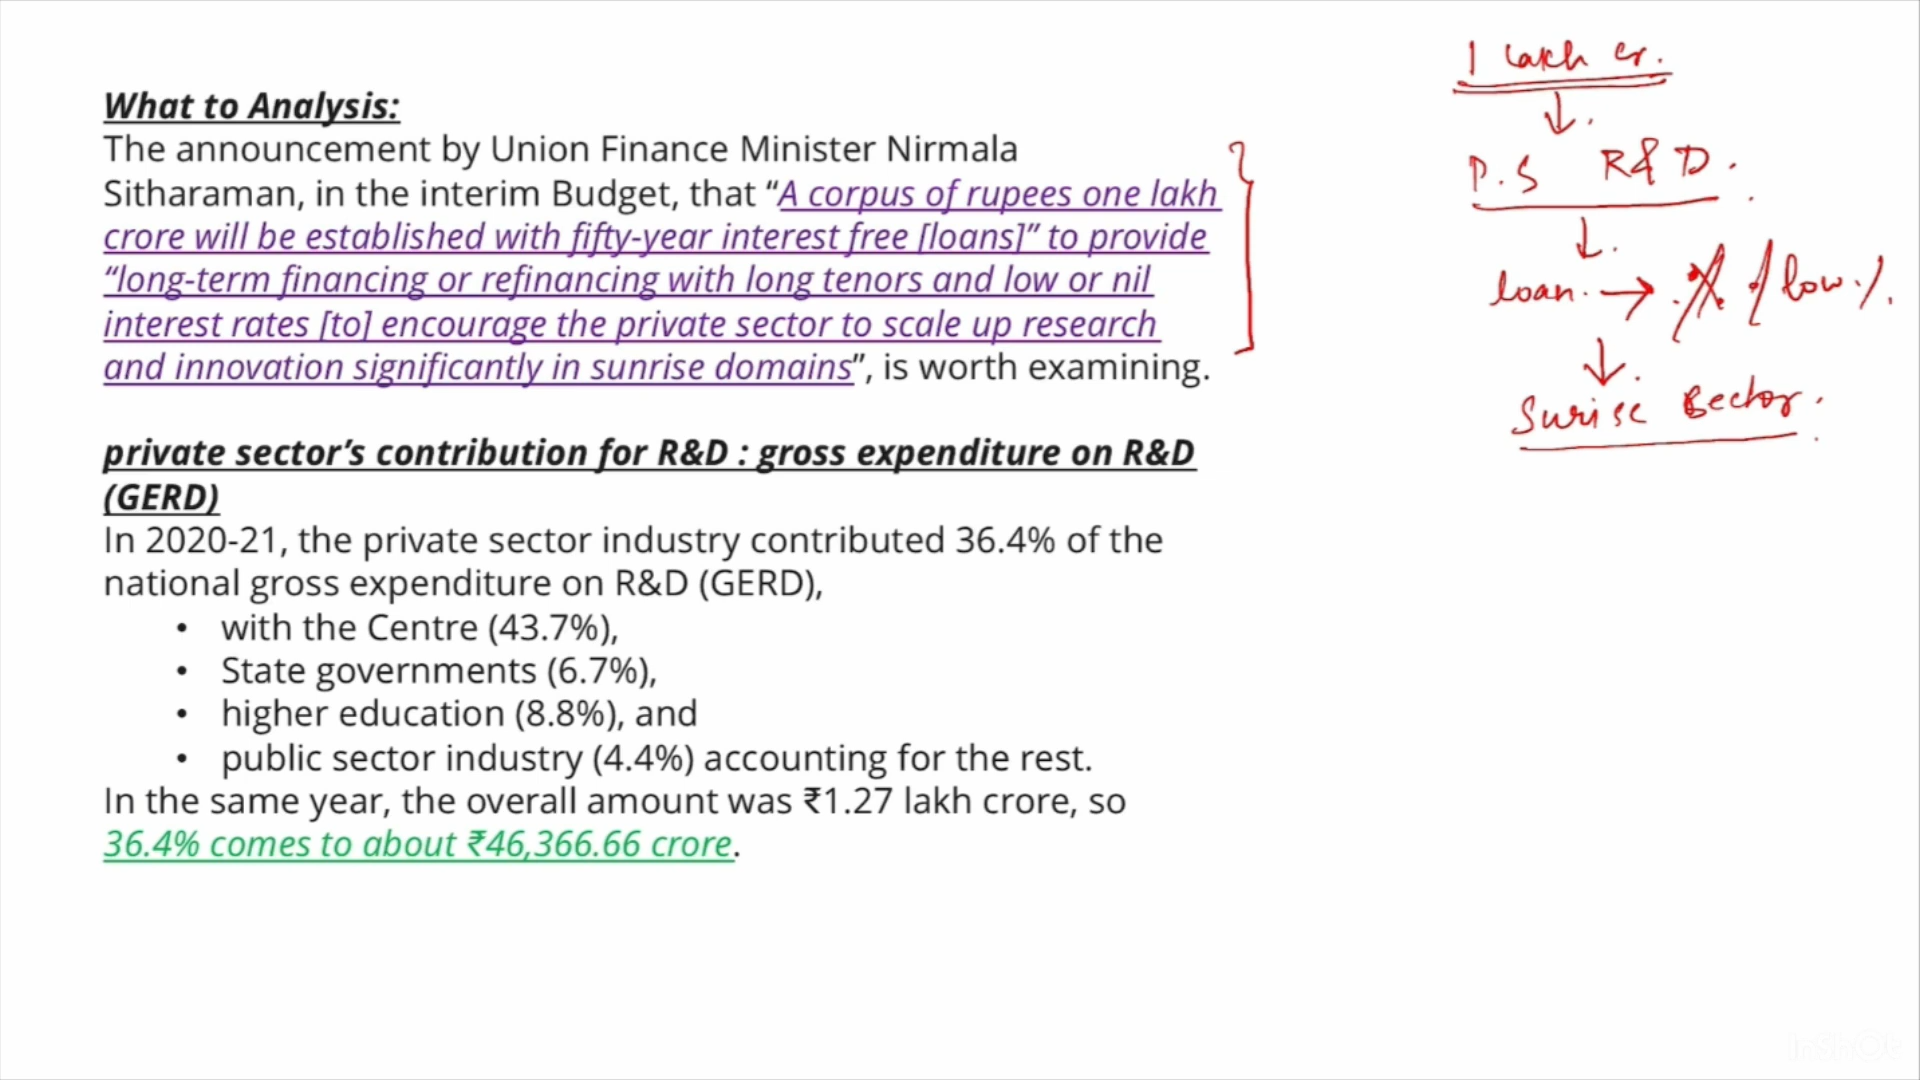 What to Analysis:
The announcement by Union Finance Minister Nirmala
Sitharaman, in the interim Budget, that “A corpus of rupees one lakh
crore will be established with fifty-year interest free [loans]” to provide
“long-term financing or refinancing with long tenors and low or nil
interest rates [to] encourage the private sector to scale up research
and innovation significantly in sunrise domains”, is worth examining.
private sector’s contribution for R&D : gross expenditure on R&D
(GERD)
In 2020-21, the private sector industry contributed 36.4% of the
national gross expenditure on R&D (GERD),
• with the Centre (43.7%),
• State governments (6.7%),
• higher education (8.8%), and
• public sector industry (4.4%) accounting for the rest.
In the same year, the overall amount was ₹1.27 lakh crore, so
36.4% comes to about ₹46,366.66 crore.
1 lakh cr.
↓
P.S R&D.
↓
loan. → / low %.
↓
Surise Sector.
InShOt